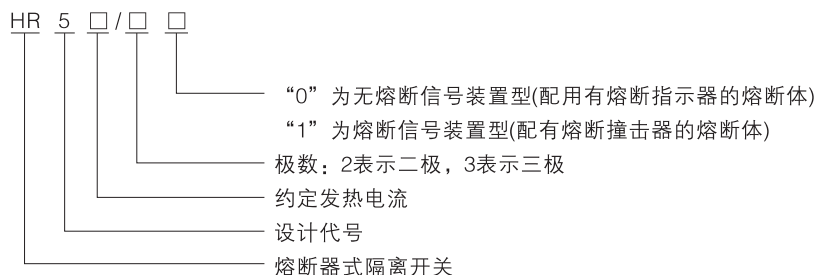 HR 5 □ / □ □
“0”为无熔断信号装置型(配用有熔断指示器的熔断体)
“1”为熔断信号装置型(配有熔断撞击器的熔断体)
极数：2表示二极，3表示三极
约定发热电流
设计代号
熔断器式隔离开关